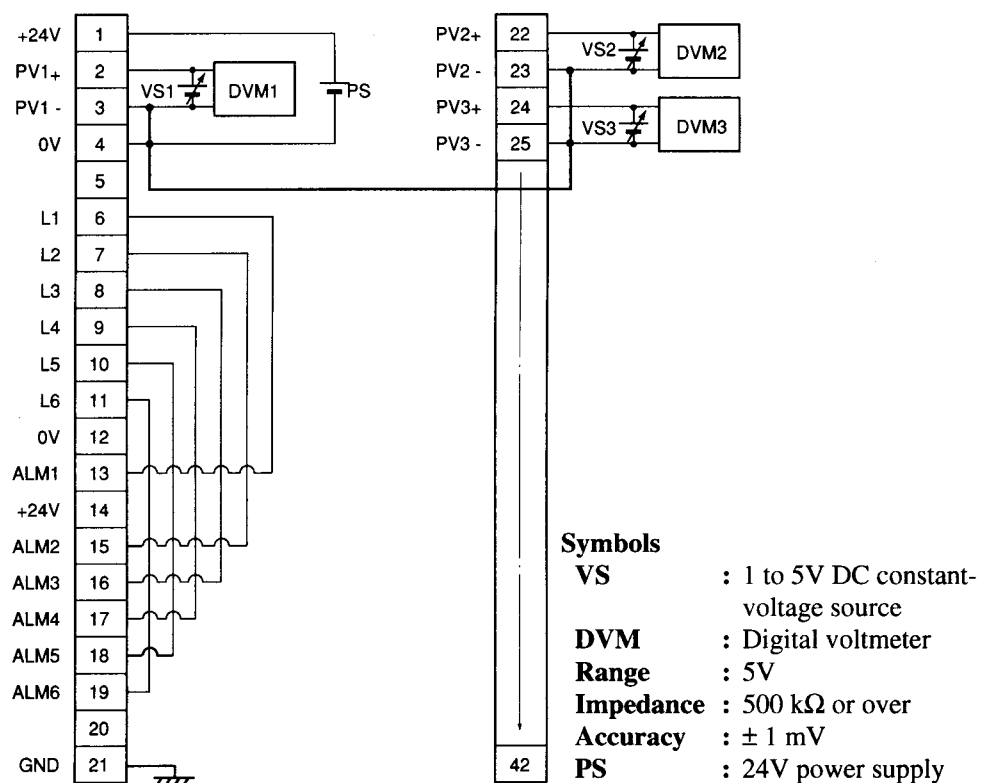 +24V 1
PV1+ 2
VS1 DVM1 PS
PV1 - 3
0V 4
5
L1 6
L2 7
L3 8
L4 9
L5 10
L6 11
0V 12
ALM1 13
+24V 14
ALM2 15
ALM3 16
ALM4 17
ALM5 18
ALM6 19
20
GND 21
PV2+ 22
VS2 DVM2
PV2 - 23
PV3+ 24
VS3 DVM3
PV3 - 25
42
Symbols
VS : 1 to 5V DC constant-
voltage source
DVM : Digital voltmeter
Range : 5V
Impedance : 500 kΩ or over
Accuracy : ± 1 mV
PS : 24V power supply